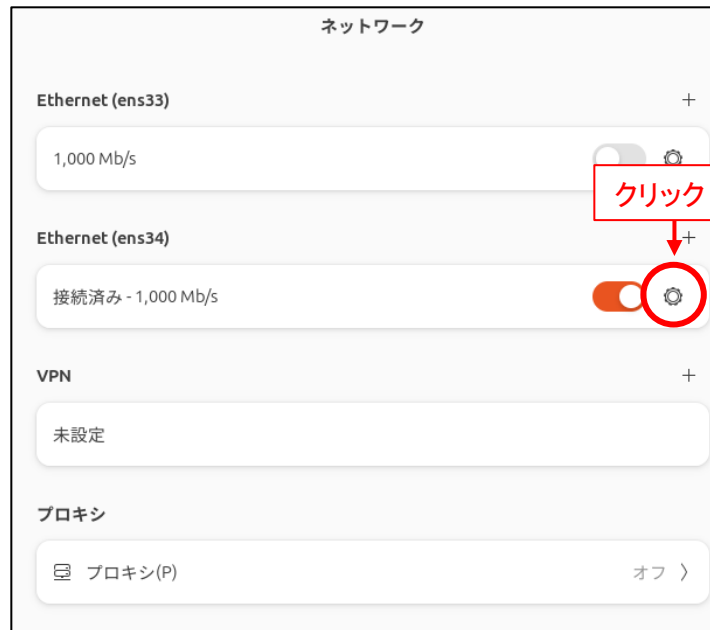 ネットワーク
Ethernet (ens33)
1,000 Mb/s
クリック
Ethernet (ens34)
接続済み - 1,000 Mb/s
VPN
未設定
プロキシ
プロキシ(P) オフ